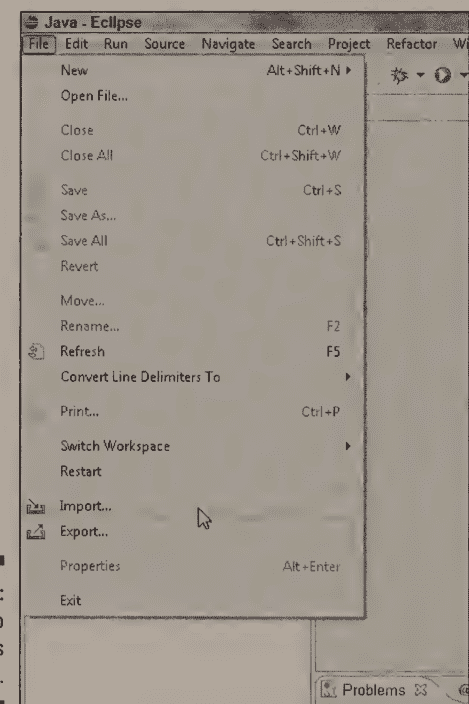 Java - Eclipse
File Edit Run Source Navigate Search Project Refactor
New Alt+Shift+N
Open File...
Close Ctrl+W
Close All Ctrl+Shift+W
Save Ctrl+S
Save As...
Save All Ctrl+Shift+S
Revert
Move...
Rename... F2
Refresh F5
Convert Line Delimiters To
Print... Ctrl+P
Switch Workspace
Restart
Import...
Export...
Properties Alt+Enter
Exit
Problems